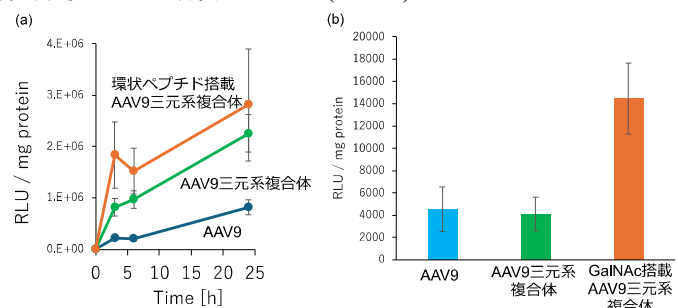 (a)
(b)
4.E+06
3.E+06
2.E+06
1.E+06
0.E+00
RLU / mg protein
環状ペプチド搭載
AAV9三元系複合体
AAV9三元系複合体
AAV9
0
5
10
15
20
25
Time [h]
20000
18000
16000
14000
12000
10000
8000
6000
4000
2000
0
RLU / mg protein
AAV9
AAV9三元系
複合体
GalNAc搭載
AAV9三元系
複合体